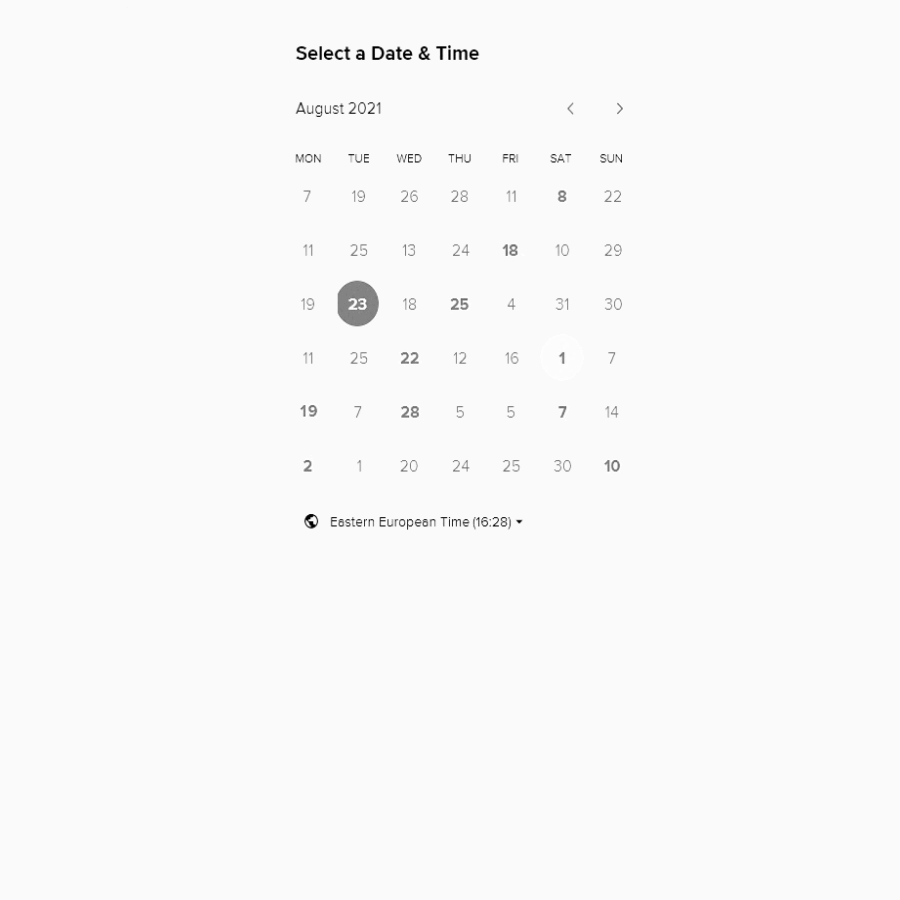 Select a Date & Time
August 2021
MON TUE WED THU FRI SAT SUN
7 19 26 28 11 8 22
11 25 13 24 18 10 29
19 23 18 25 4 31 30
11 25 22 12 16 1 7
19 7 28 5 5 7 14
2 1 20 24 25 30 10
Eastern European Time (16:28)